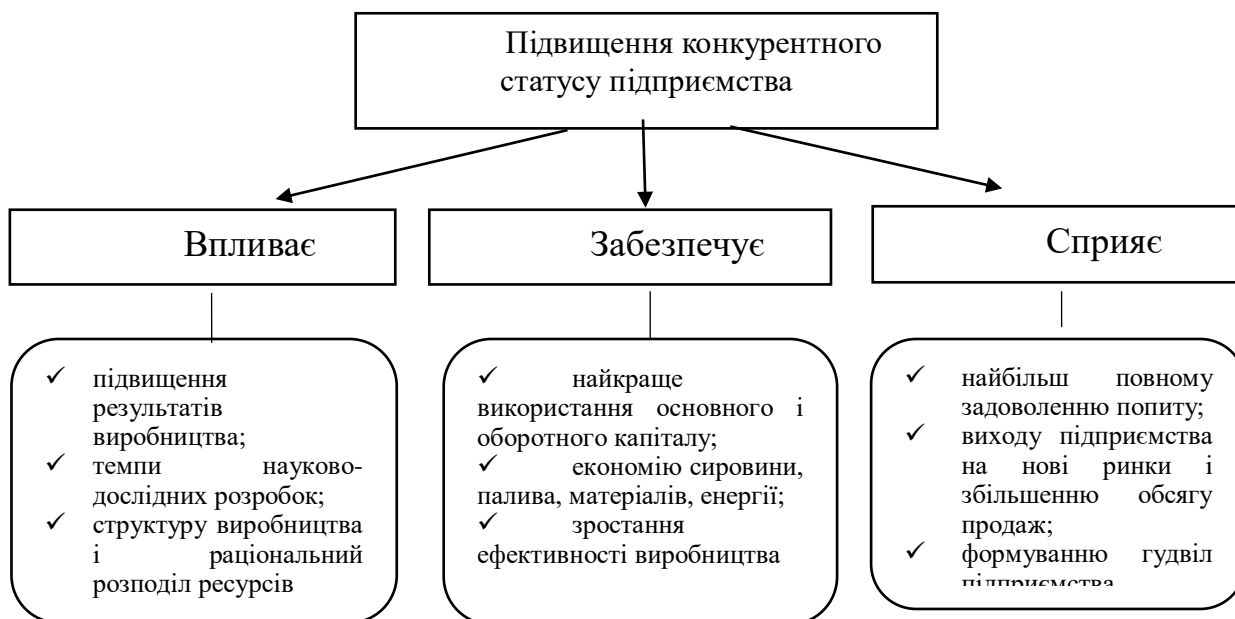 Підвищення конкурентного
статусу підприємства
Впливає
Забезпечує
Сприяє
✓ підвищення
результатів
виробництва;
✓ темпи науково-
дослідних розробок;
✓ структуру виробництва
і раціональний
розподіл ресурсів
✓ найкраще
використання основного і
оборотного капіталу;
✓ економію сировини,
палива, матеріалів, енергії;
✓ зростання
ефективності виробництва
✓ найбільш повному
задоволенню попиту;
✓ виходу підприємства
на нові ринки і
збільшенню обсягу
продаж;
✓ формуванню гудвіл
підприємства